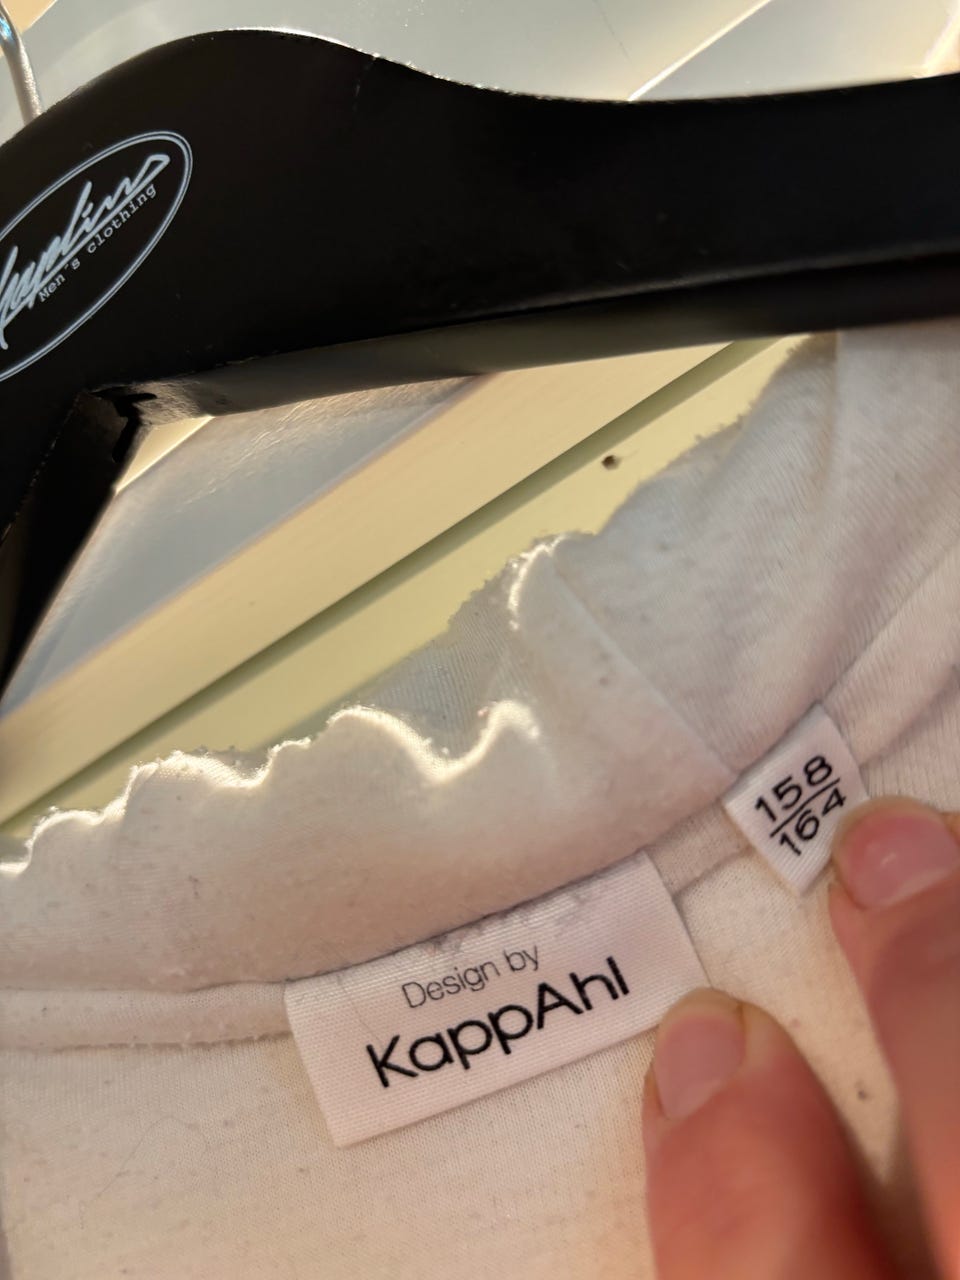 Men's clothing
158
164
Design by
KappAhl